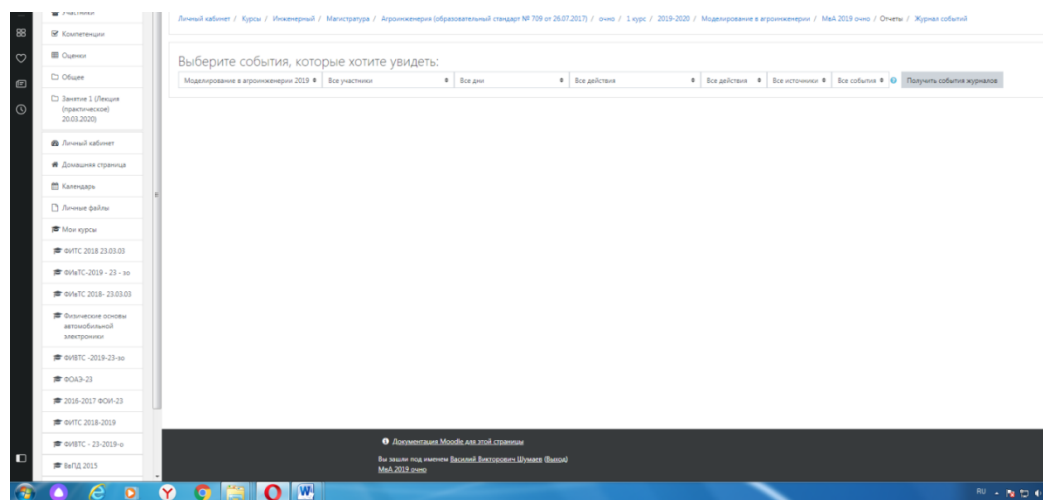 Участники
Личный кабинет / Курсы / Инженерный / Магистратура / Агроинженерия (образовательный стандарт № 709 от 26.07.2017) / очно / 1 курс / 2019-2020 / Моделирование в агроинженерии / МвА 2019 очно / Отчеты / Журнал событий
Компетенции
Оценки
Общее
Занятие 1 (Лекция
(практическое)
20.03.2020)
Выберите события, которые хотите увидеть:
Моделирование в агроинженерии 2019 Все участники Все дни Все действия Все действия Все источники Все события Получить события журналов
Личный кабинет
Домашняя страница
Календарь
Личные файлы
Мои курсы
ФИТС 2018 23.03.03
ФИвТС-2019 - 23 - зо
ФИвТС 2018- 23.03.03
Физические основы
автомобильной
электроники
ФИВТС -2019-23-зо
ФОАЭ-23
2016-2017 ФОИ-23
ФИТС 2018-2019
ФИВТС - 23-2019-о
ВвПД 2015
Документация Moodle для этой страницы
Вы зашли под именем Василий Викторович Шумаев (Выход)
МвА 2019 очно
RU